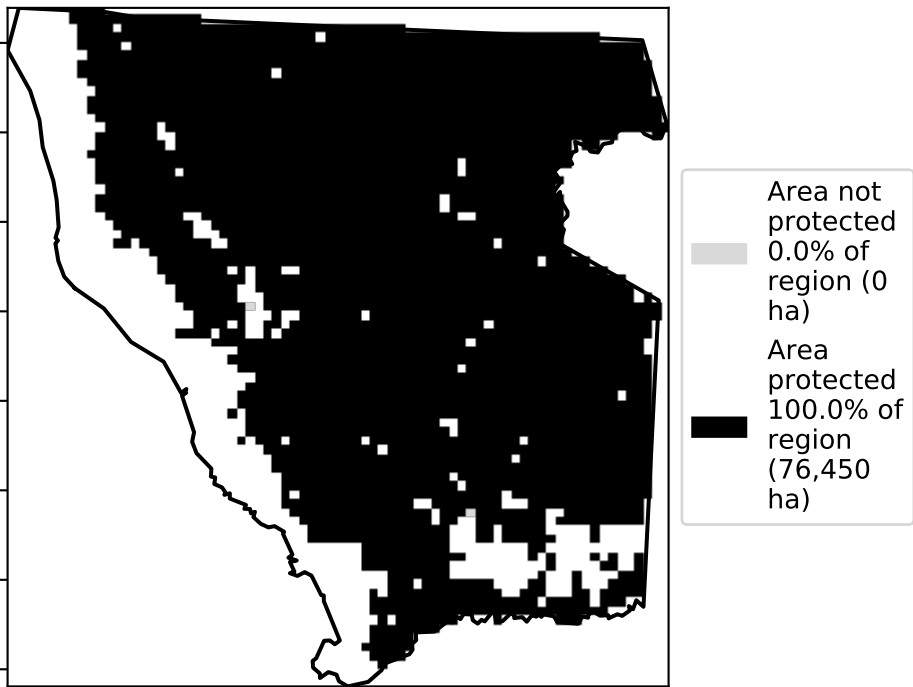 Area not
protected
0.0% of
region (0
ha)
Area
protected
100.0% of
region
(76,450
ha)